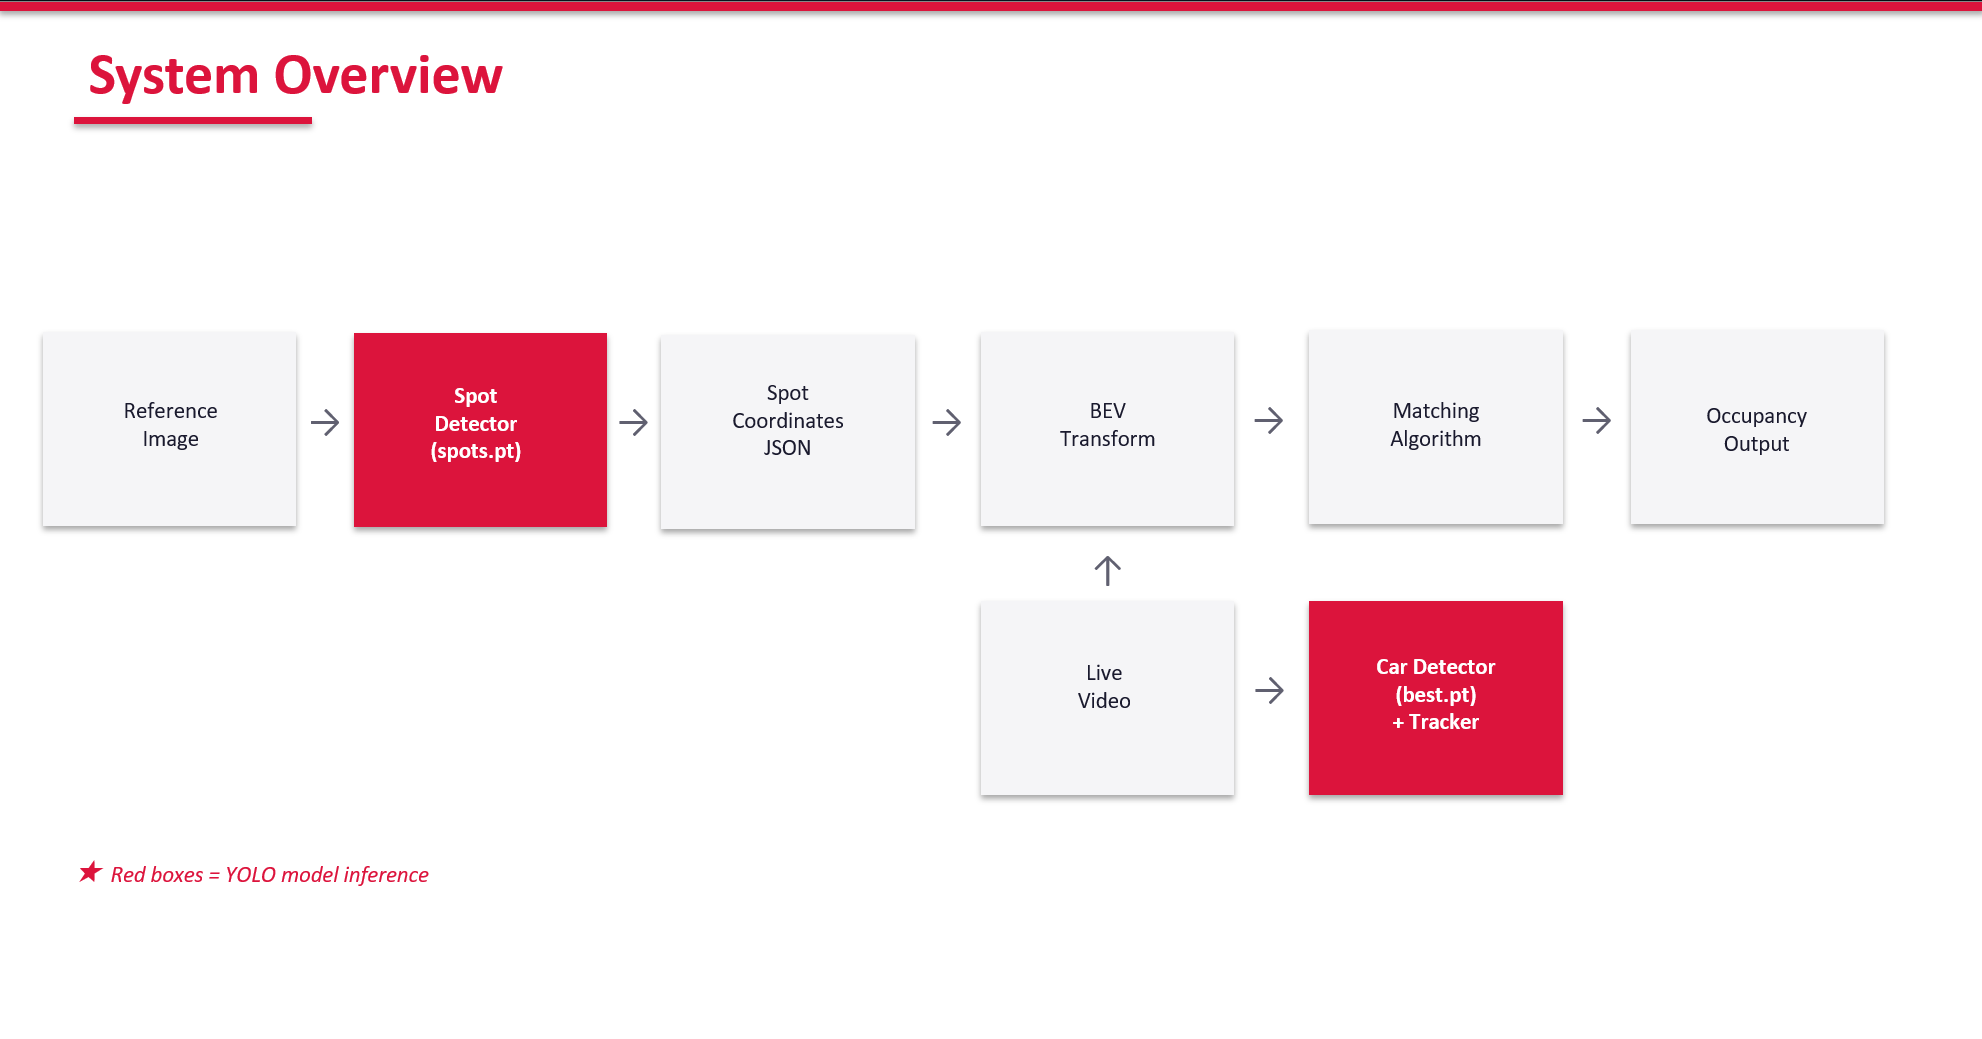 System Overview
Reference
Image
Spot
Detector
(spots.pt)
Spot
Coordinates
JSON
BEV
Transform
Matching
Algorithm
Occupancy
Output
Live
Video
Car Detector
(best.pt)
+ Tracker
★ Red boxes = YOLO model inference